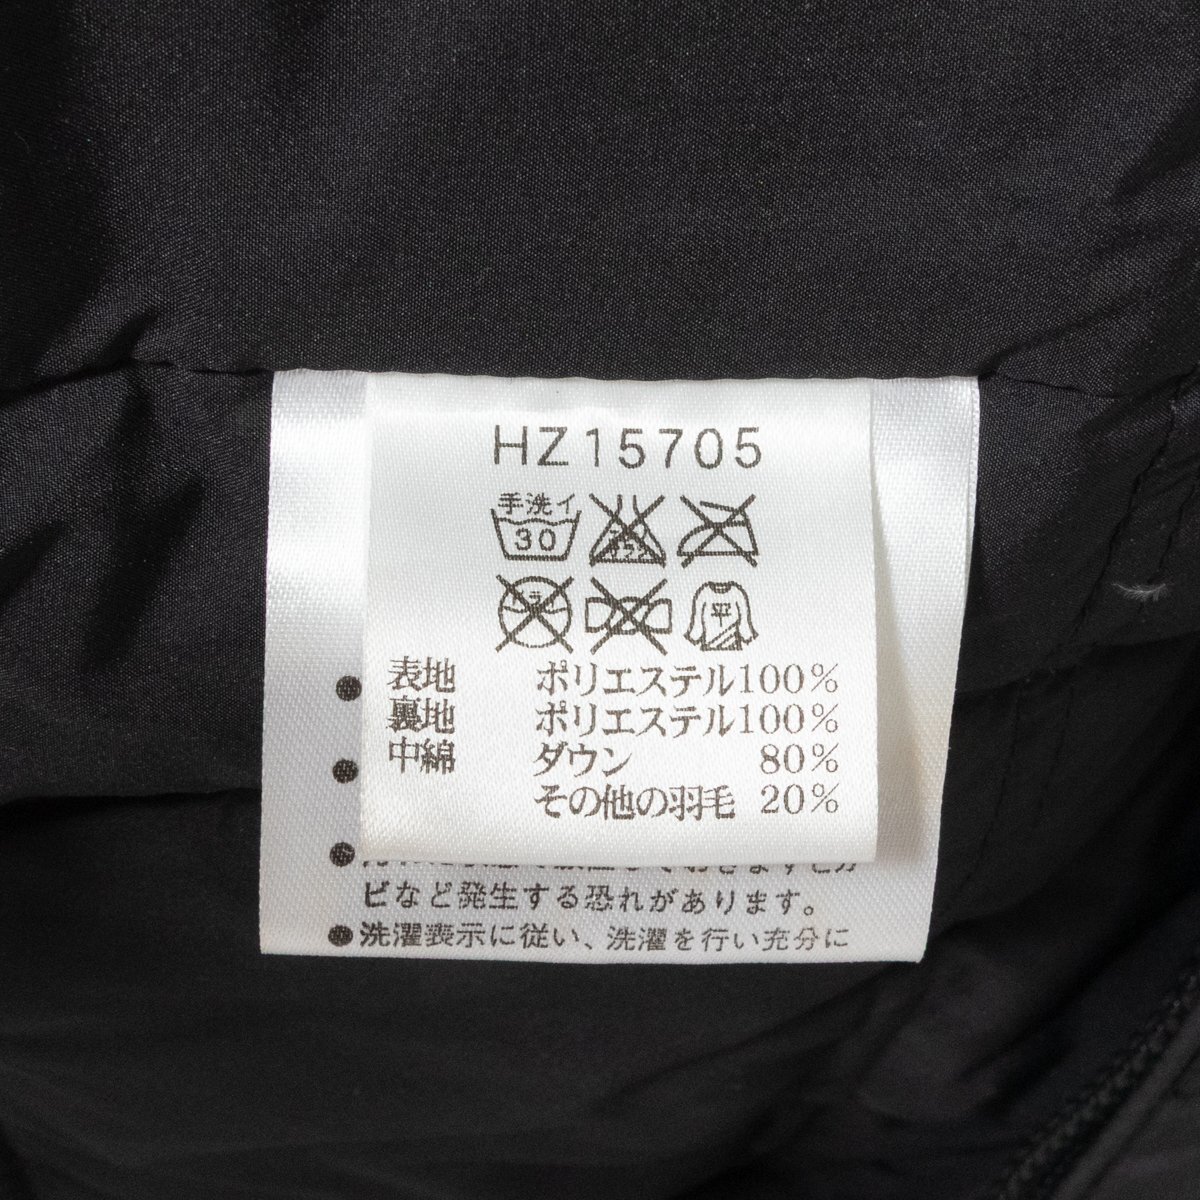 HZ15705
手洗イ
30
平
表地 ポリエステル100%
裏地 ポリエステル100%
中綿 ダウン 80%
その他の羽毛 20%
ビなど発生する恐れがあります。
●洗濯表示に従い、洗濯を行い充分に